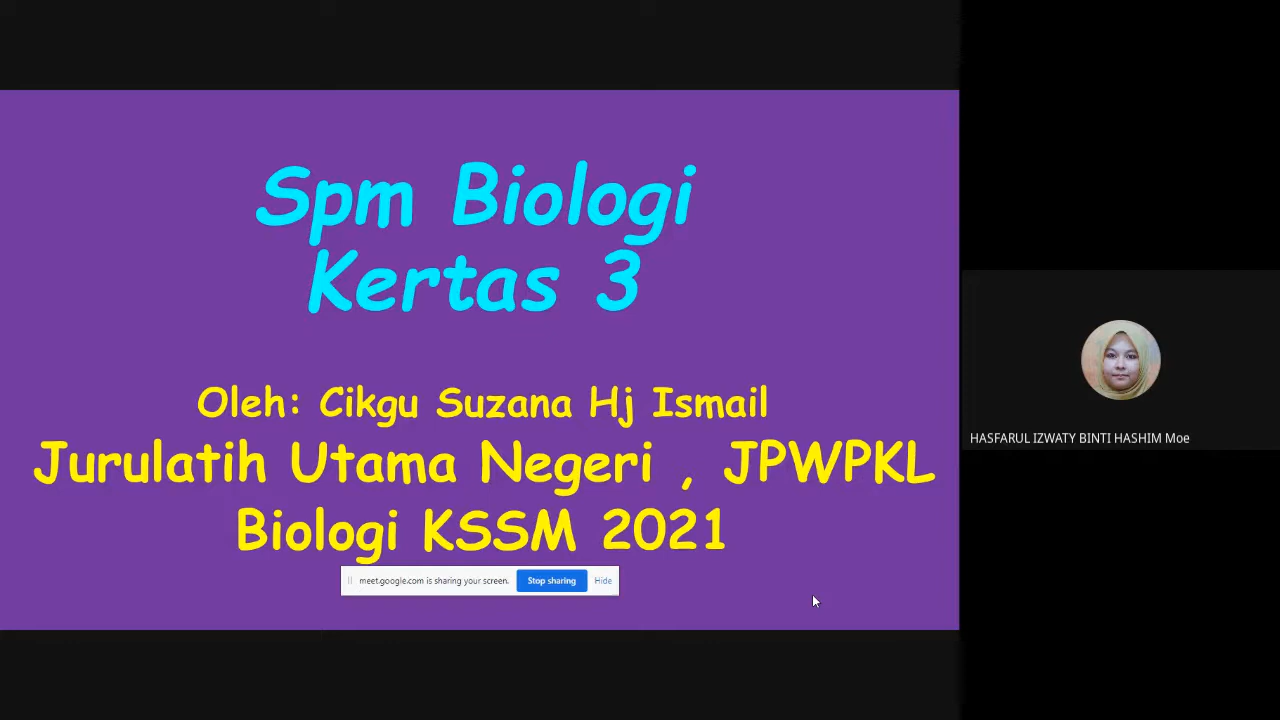 Spm Biologi
Kertas 3
Oleh: Cikgu Suzana Hj Ismail
Jurulatih Utama Negeri , JPWPKL
Biologi KSSM 2021
meet.google.com is sharing your screen. Stop sharing Hide
HASFARUL IZWATY BINTI HASHIM Moe